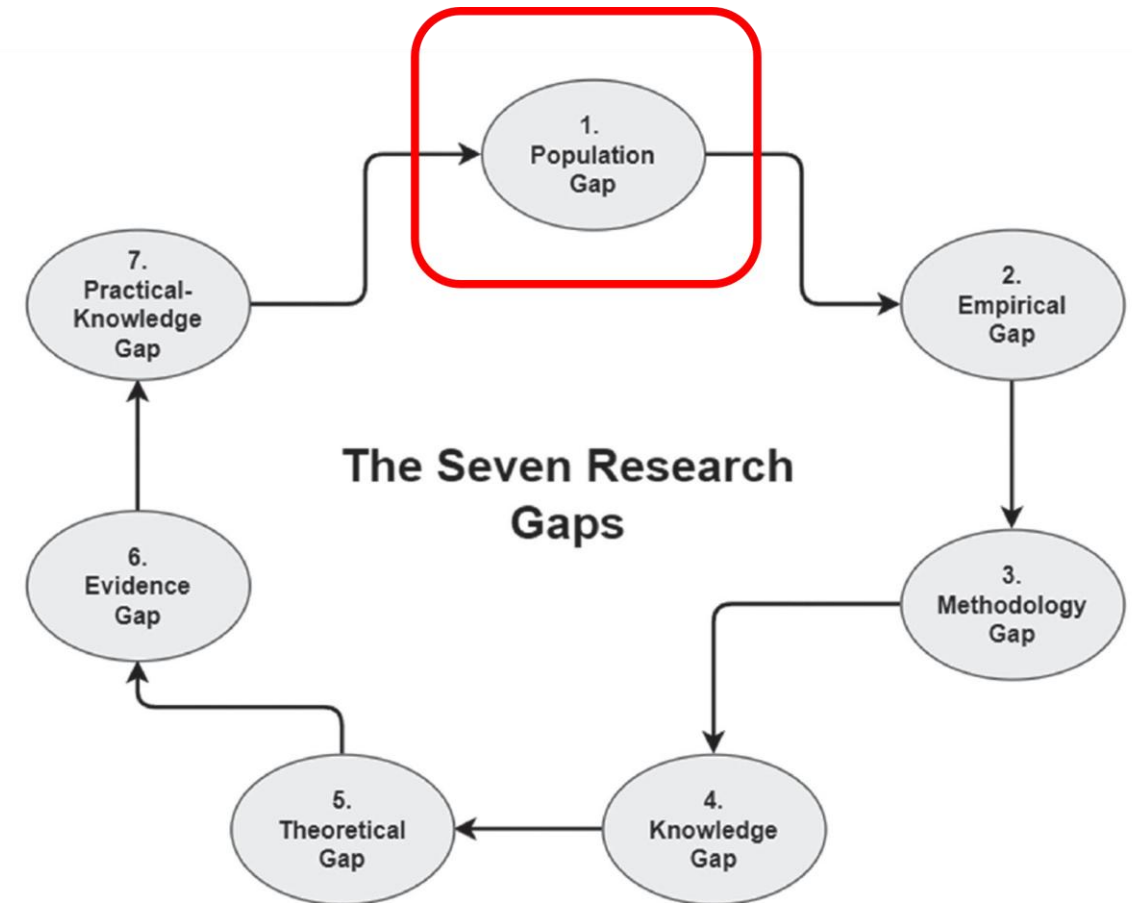 1.
Population
Gap
2.
Empirical
Gap
3.
Methodology
Gap
4.
Knowledge
Gap
5.
Theoretical
Gap
6.
Evidence
Gap
7.
Practical-
Knowledge
Gap
The Seven Research
Gaps